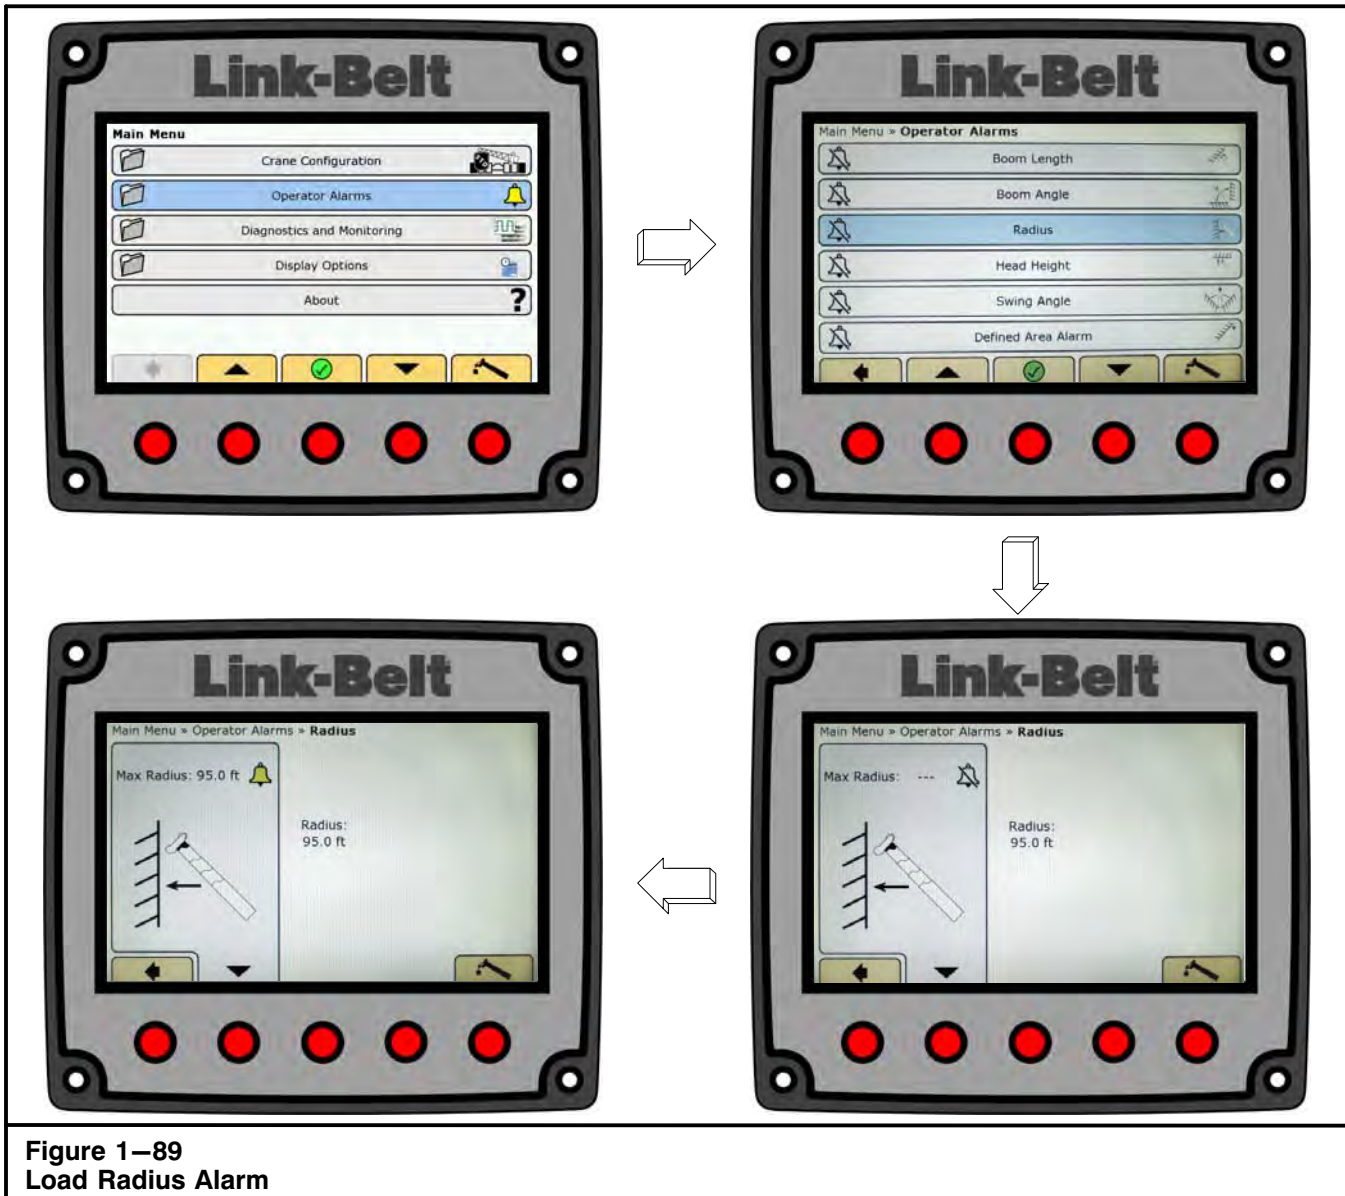 Link-Belt
Main Menu
Crane Configuration
Operator Alarms
Diagnostics and Monitoring
Display Options
About
?
Link-Belt
Main Menu » Operator Alarms
Boom Length
Boom Angle
Radius
Head Height
Swing Angle
Defined Area Alarm
Link-Belt
Main Menu » Operator Alarms » Radius
Max Radius: --- 
Radius:
95.0 ft
Link-Belt
Main Menu » Operator Alarms » Radius
Max Radius: 95.0 ft
Radius:
95.0 ft
Figure 1–89
Load Radius Alarm